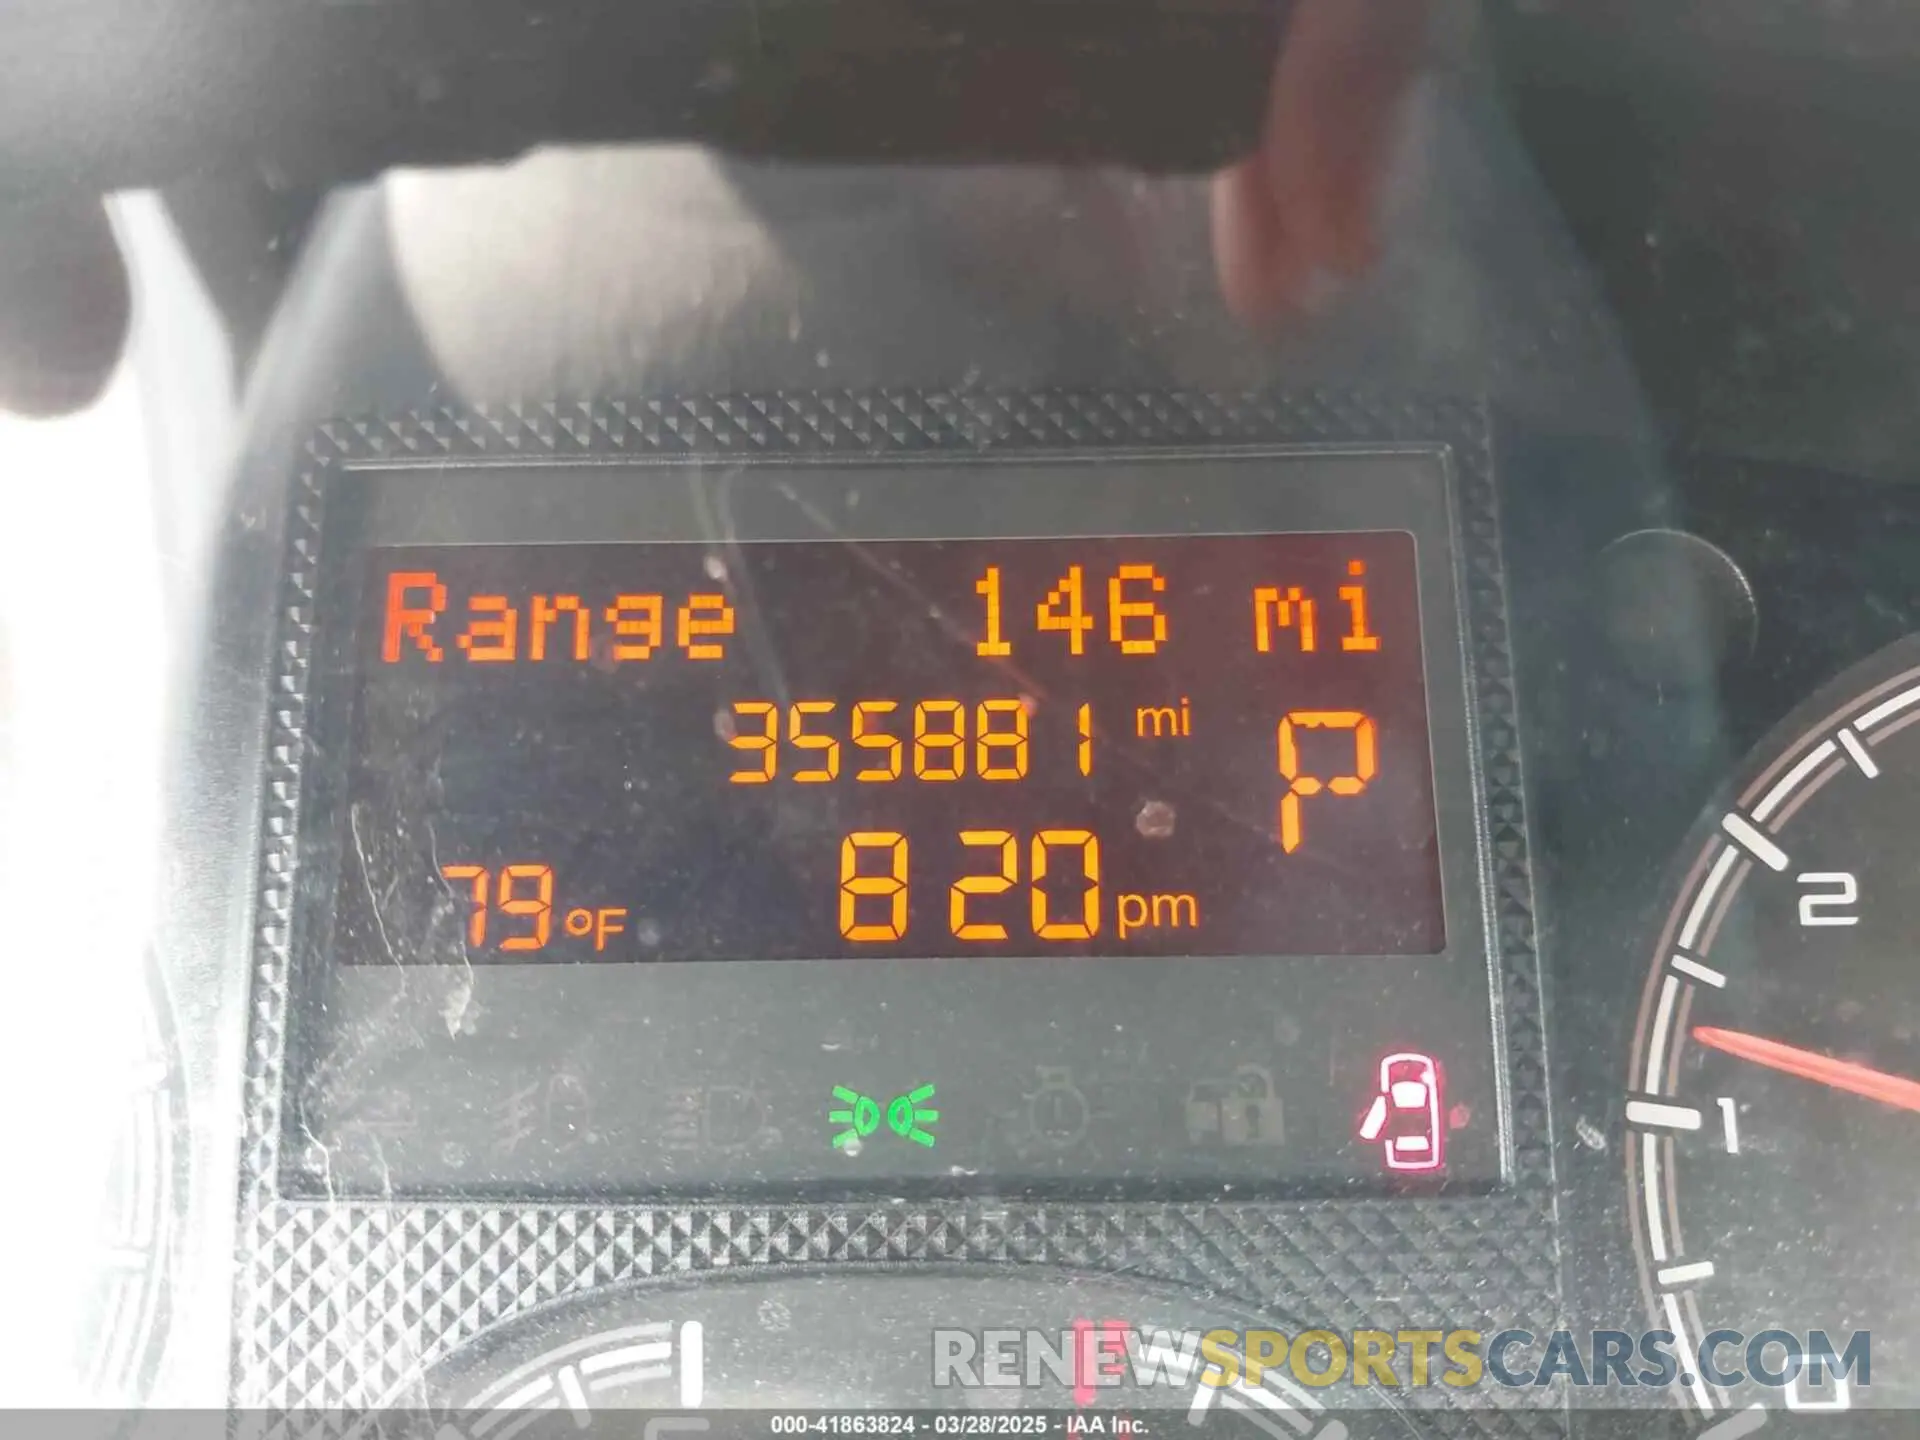 Range 146 mi
355881 mi
P
79°F 8 20 pm
2
1
0
RENEWSPORTSCARS.COM
000-41863824 - 03/28/2025 - IAA Inc.